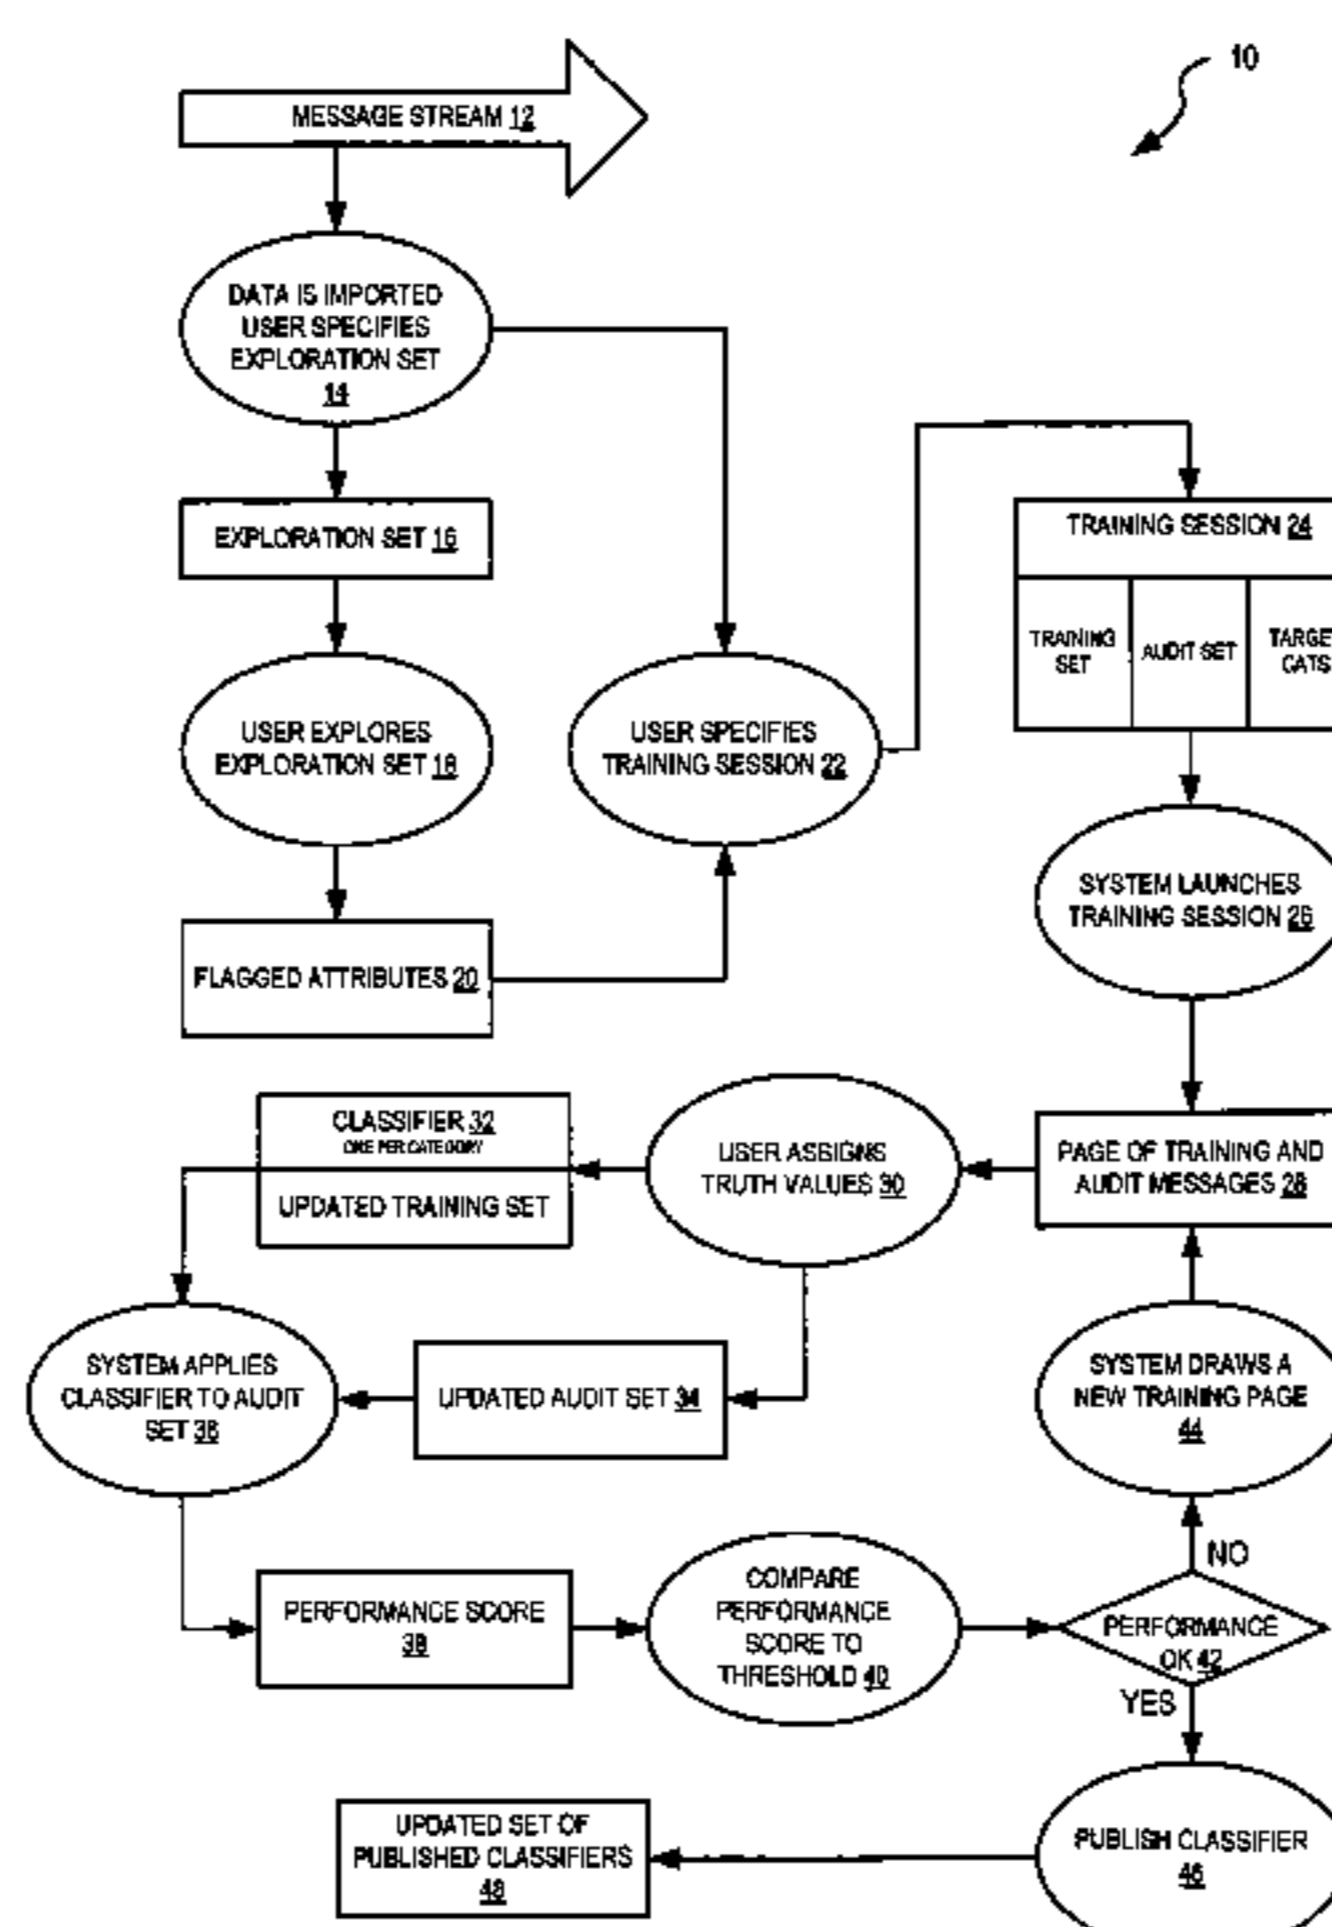 10
MESSAGE STREAM 12
DATA IS IMPORTED
USER SPECIFIES
EXPLORATION SET
14
EXPLORATION SET 16
USER EXPLORES
EXPLORATION SET 18
FLAGGED ATTRIBUTES 20
USER SPECIFIES
TRAINING SESSION 22
TRAINING SESSION 24
TRAINING
SET
AUDIT SET
TARGE
CATS
SYSTEM LAUNCHES
TRAINING SESSION 26
PAGE OF TRAINING AND
AUDIT MESSAGES 28
USER ASSIGNS
TRUTH VALUES 30
CLASSIFIER 32
ONE PER CATEGORY
UPDATED TRAINING SET
UPDATED AUDIT SET 34
SYSTEM APPLIES
CLASSIFIER TO AUDIT
SET 36
SYSTEM DRAWS A
NEW TRAINING PAGE
44
PERFORMANCE SCORE
38
COMPARE
PERFORMANCE
SCORE TO
THRESHOLD 40
NO
PERFORMANCE
OK 42
YES
PUBLISH CLASSIFIER
46
UPDATED SET OF
PUBLISHED CLASSIFIERS
48